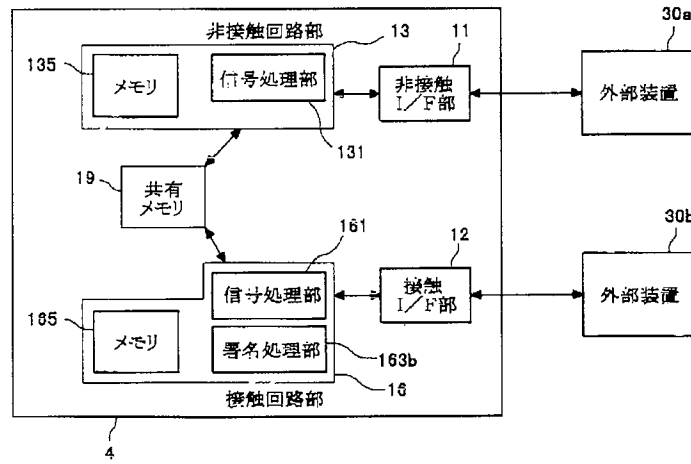 30a
非接触回路部
13
11
135
メモリ
信号処理部
非接触
I/F部
外部装置
131
19
共有
メモリ
30b
161
12
信号処理部
接触
I/F部
外部装置
165
メモリ
署名処理部
163b
16
接触回路部
4